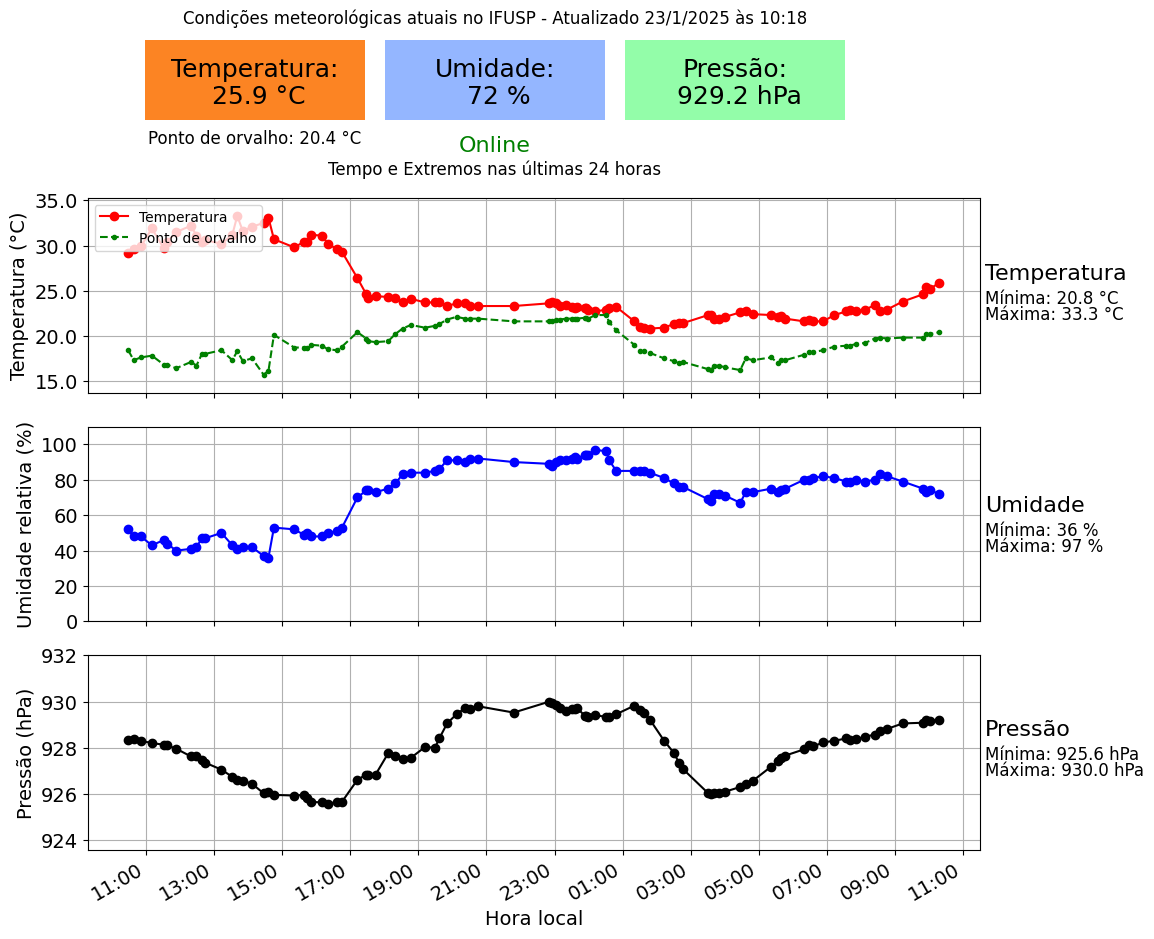 Condições meteorológicas atuais no IFUSP - Atualizado 23/1/2025 às 10:18
Temperatura:
25.9 °C
Umidade:
72 %
Pressão:
929.2 hPa
Ponto de orvalho: 20.4 °C
Online
Tempo e Extremos nas últimas 24 horas
Temperatura (°C)
35.0
30.0
25.0
20.0
15.0
Temperatura
Ponto de orvalho
Temperatura
Mínima: 20.8 °C
Máxima: 33.3 °C
Umidade relativa (%)
100
80
60
40
20
0
Umidade
Mínima: 36 %
Máxima: 97 %
Pressão (hPa)
932
930
928
926
924
Pressão
Mínima: 925.6 hPa
Máxima: 930.0 hPa
11:00 13:00 15:00 17:00 19:00 21:00 23:00 01:00 03:00 05:00 07:00 09:00 11:00
Hora local